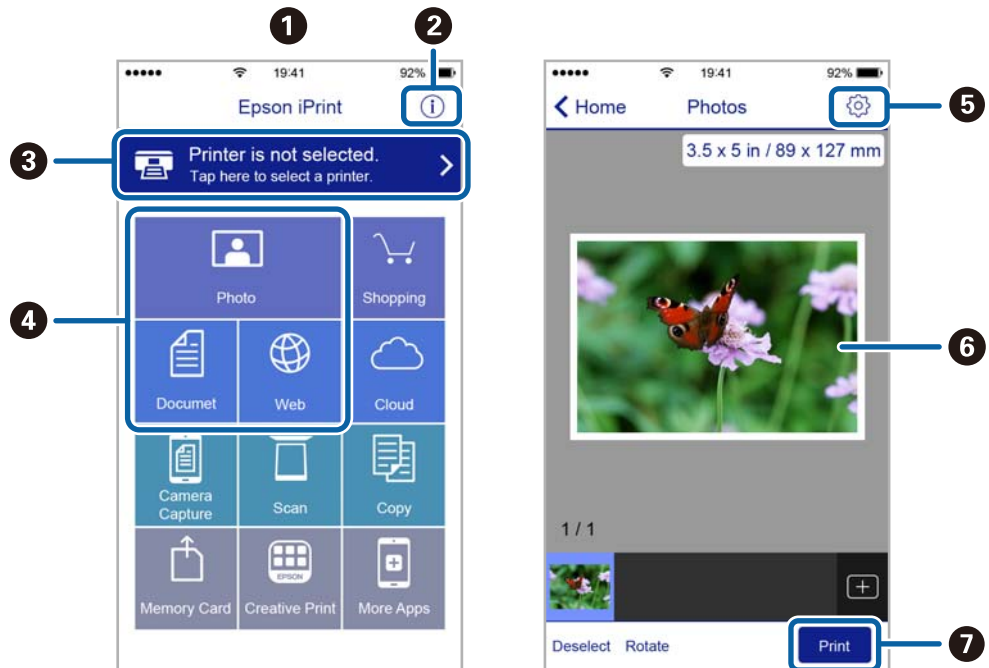 1
2
19:41
92%
Epson iPrint
3
Printer is not selected.
Tap here to select a printer.
4
Photo
Shopping
Documet
Web
Cloud
Camera
Capture
Scan
Copy
EPSON
Memory Card
Creative Print
More Apps
19:41
92%
Home
Photos
5
3.5 x 5 in / 89 x 127 mm
6
1 / 1
Deselect
Rotate
Print
7